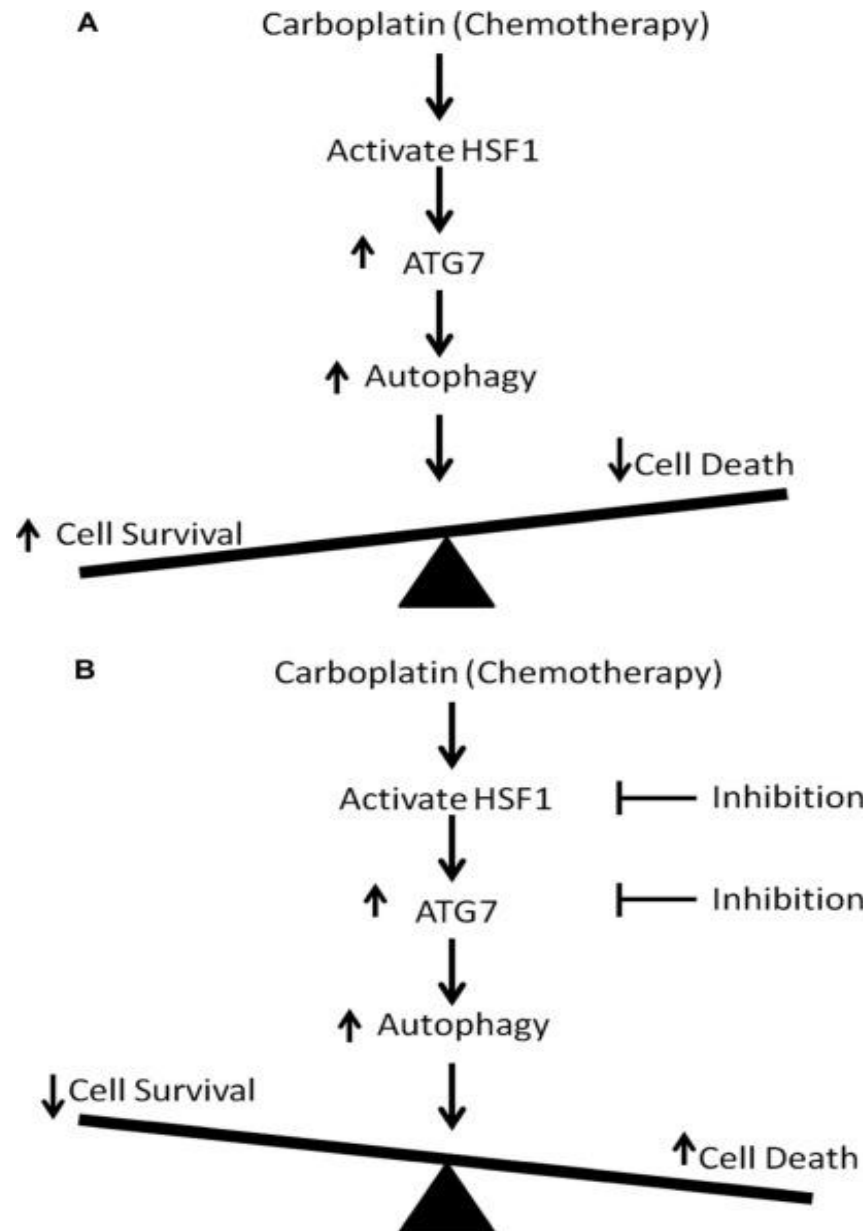 A
Carboplatin (Chemotherapy)
Activate HSF1
ATG7
Autophagy
Cell Death
Cell Survival
B
Carboplatin (Chemotherapy)
Activate HSF1
Inhibition
ATG7
Inhibition
Autophagy
Cell Survival
Cell Death